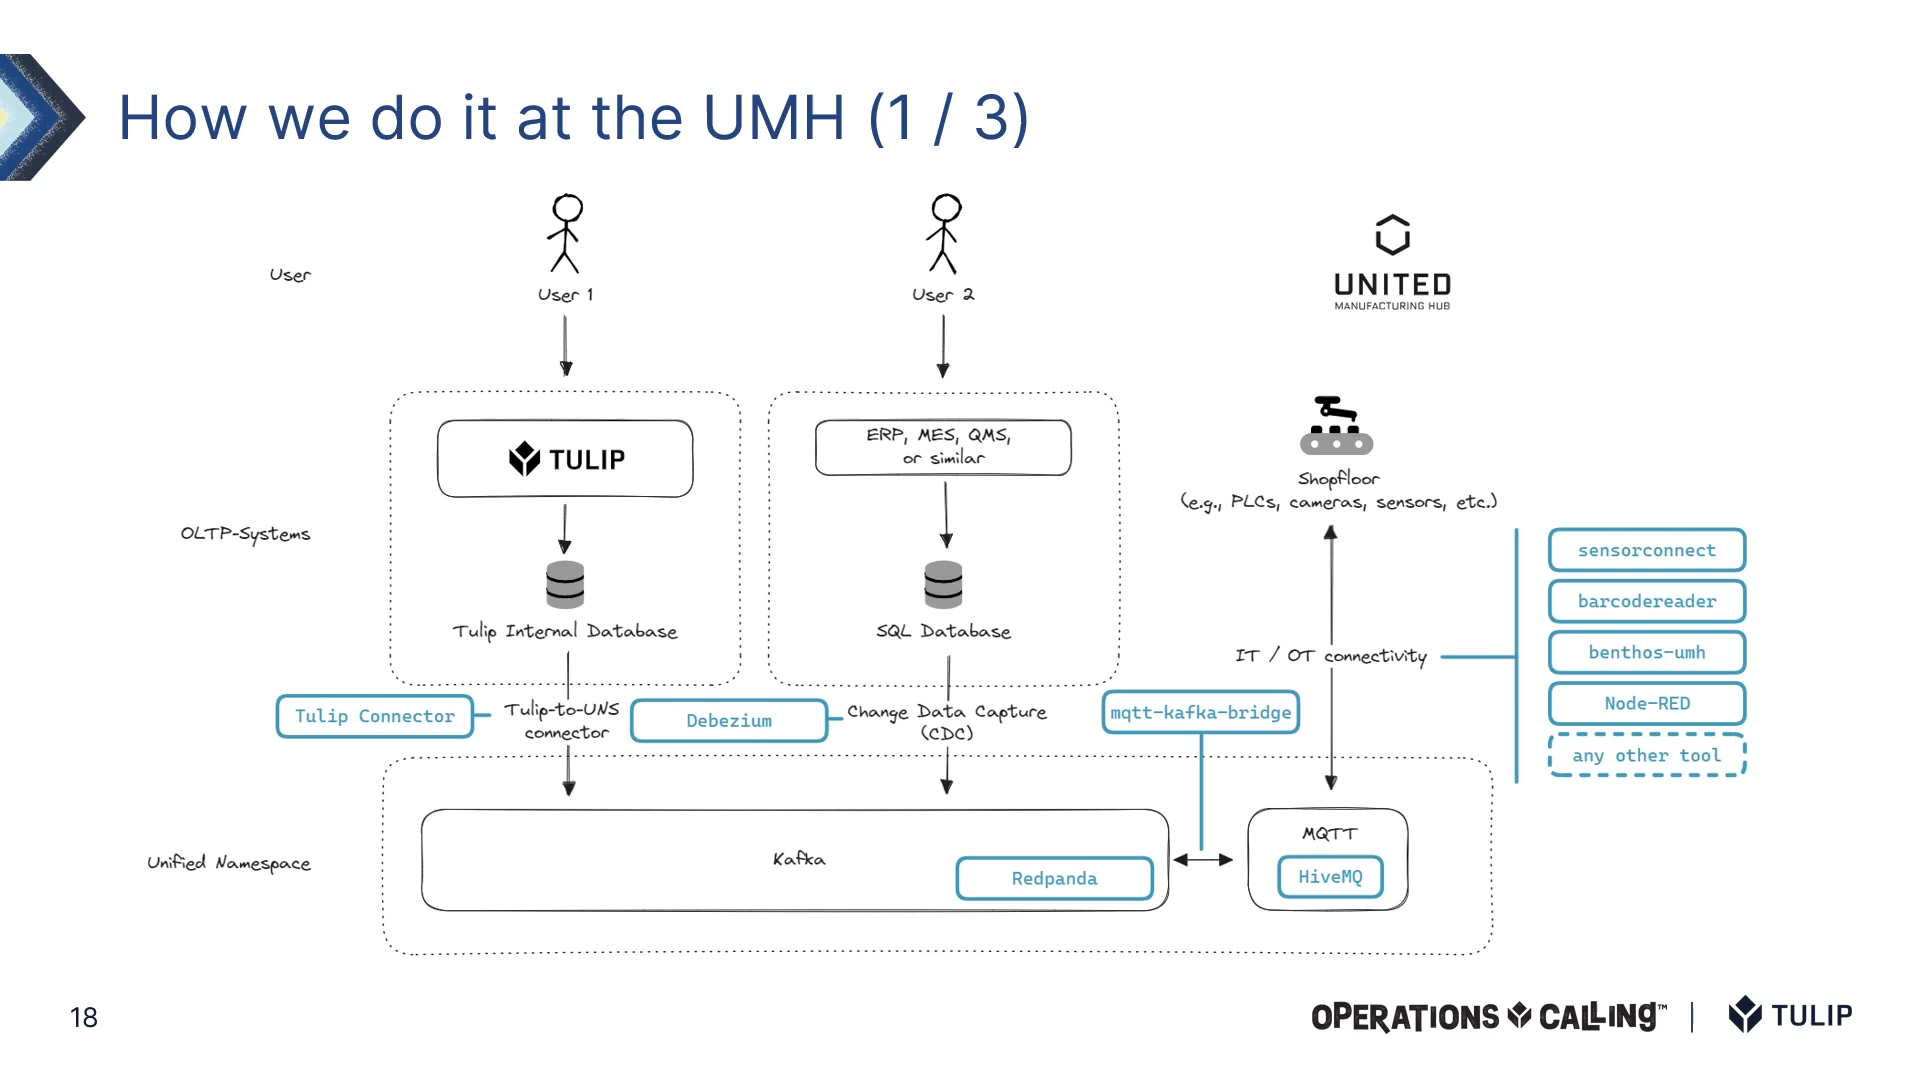 How we do it at the UMH (1 / 3)
User
User 1
User 2
UNITED
MANUFACTURING HUB
TULIP
ERP, MES, QMS,
or similar
Shopfloor
(e.g., PLCs, cameras, sensors, etc.)
OLTP-Systems
Tulip Internal Database
SQL Database
IT / OT connectivity
sensorconnect
barcodereader
benthos-umh
Node-RED
any other tool
Tulip Connector
Tulip-to-UNS
connector
Debezium
Change Data Capture
(CDC)
mqtt-kafka-bridge
Unified Namespace
Kafka
Redpanda
MQTT
HiveMQ
18
OPERATIONS CALLING™
TULIP